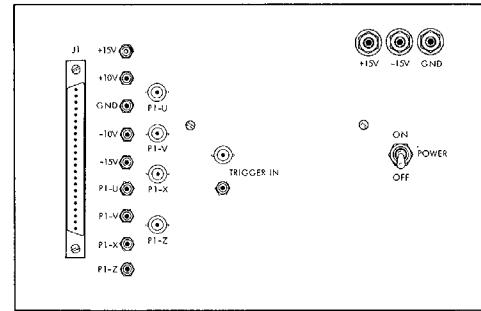 J1
+15V
+10V
GND
-10V
-15V
P1-U
P1-V
P1-X
P1-Z
P1-U
P1-V
P1-X
P1-Z
TRIGGER IN
+15V -15V GND
ON
POWER
OFF